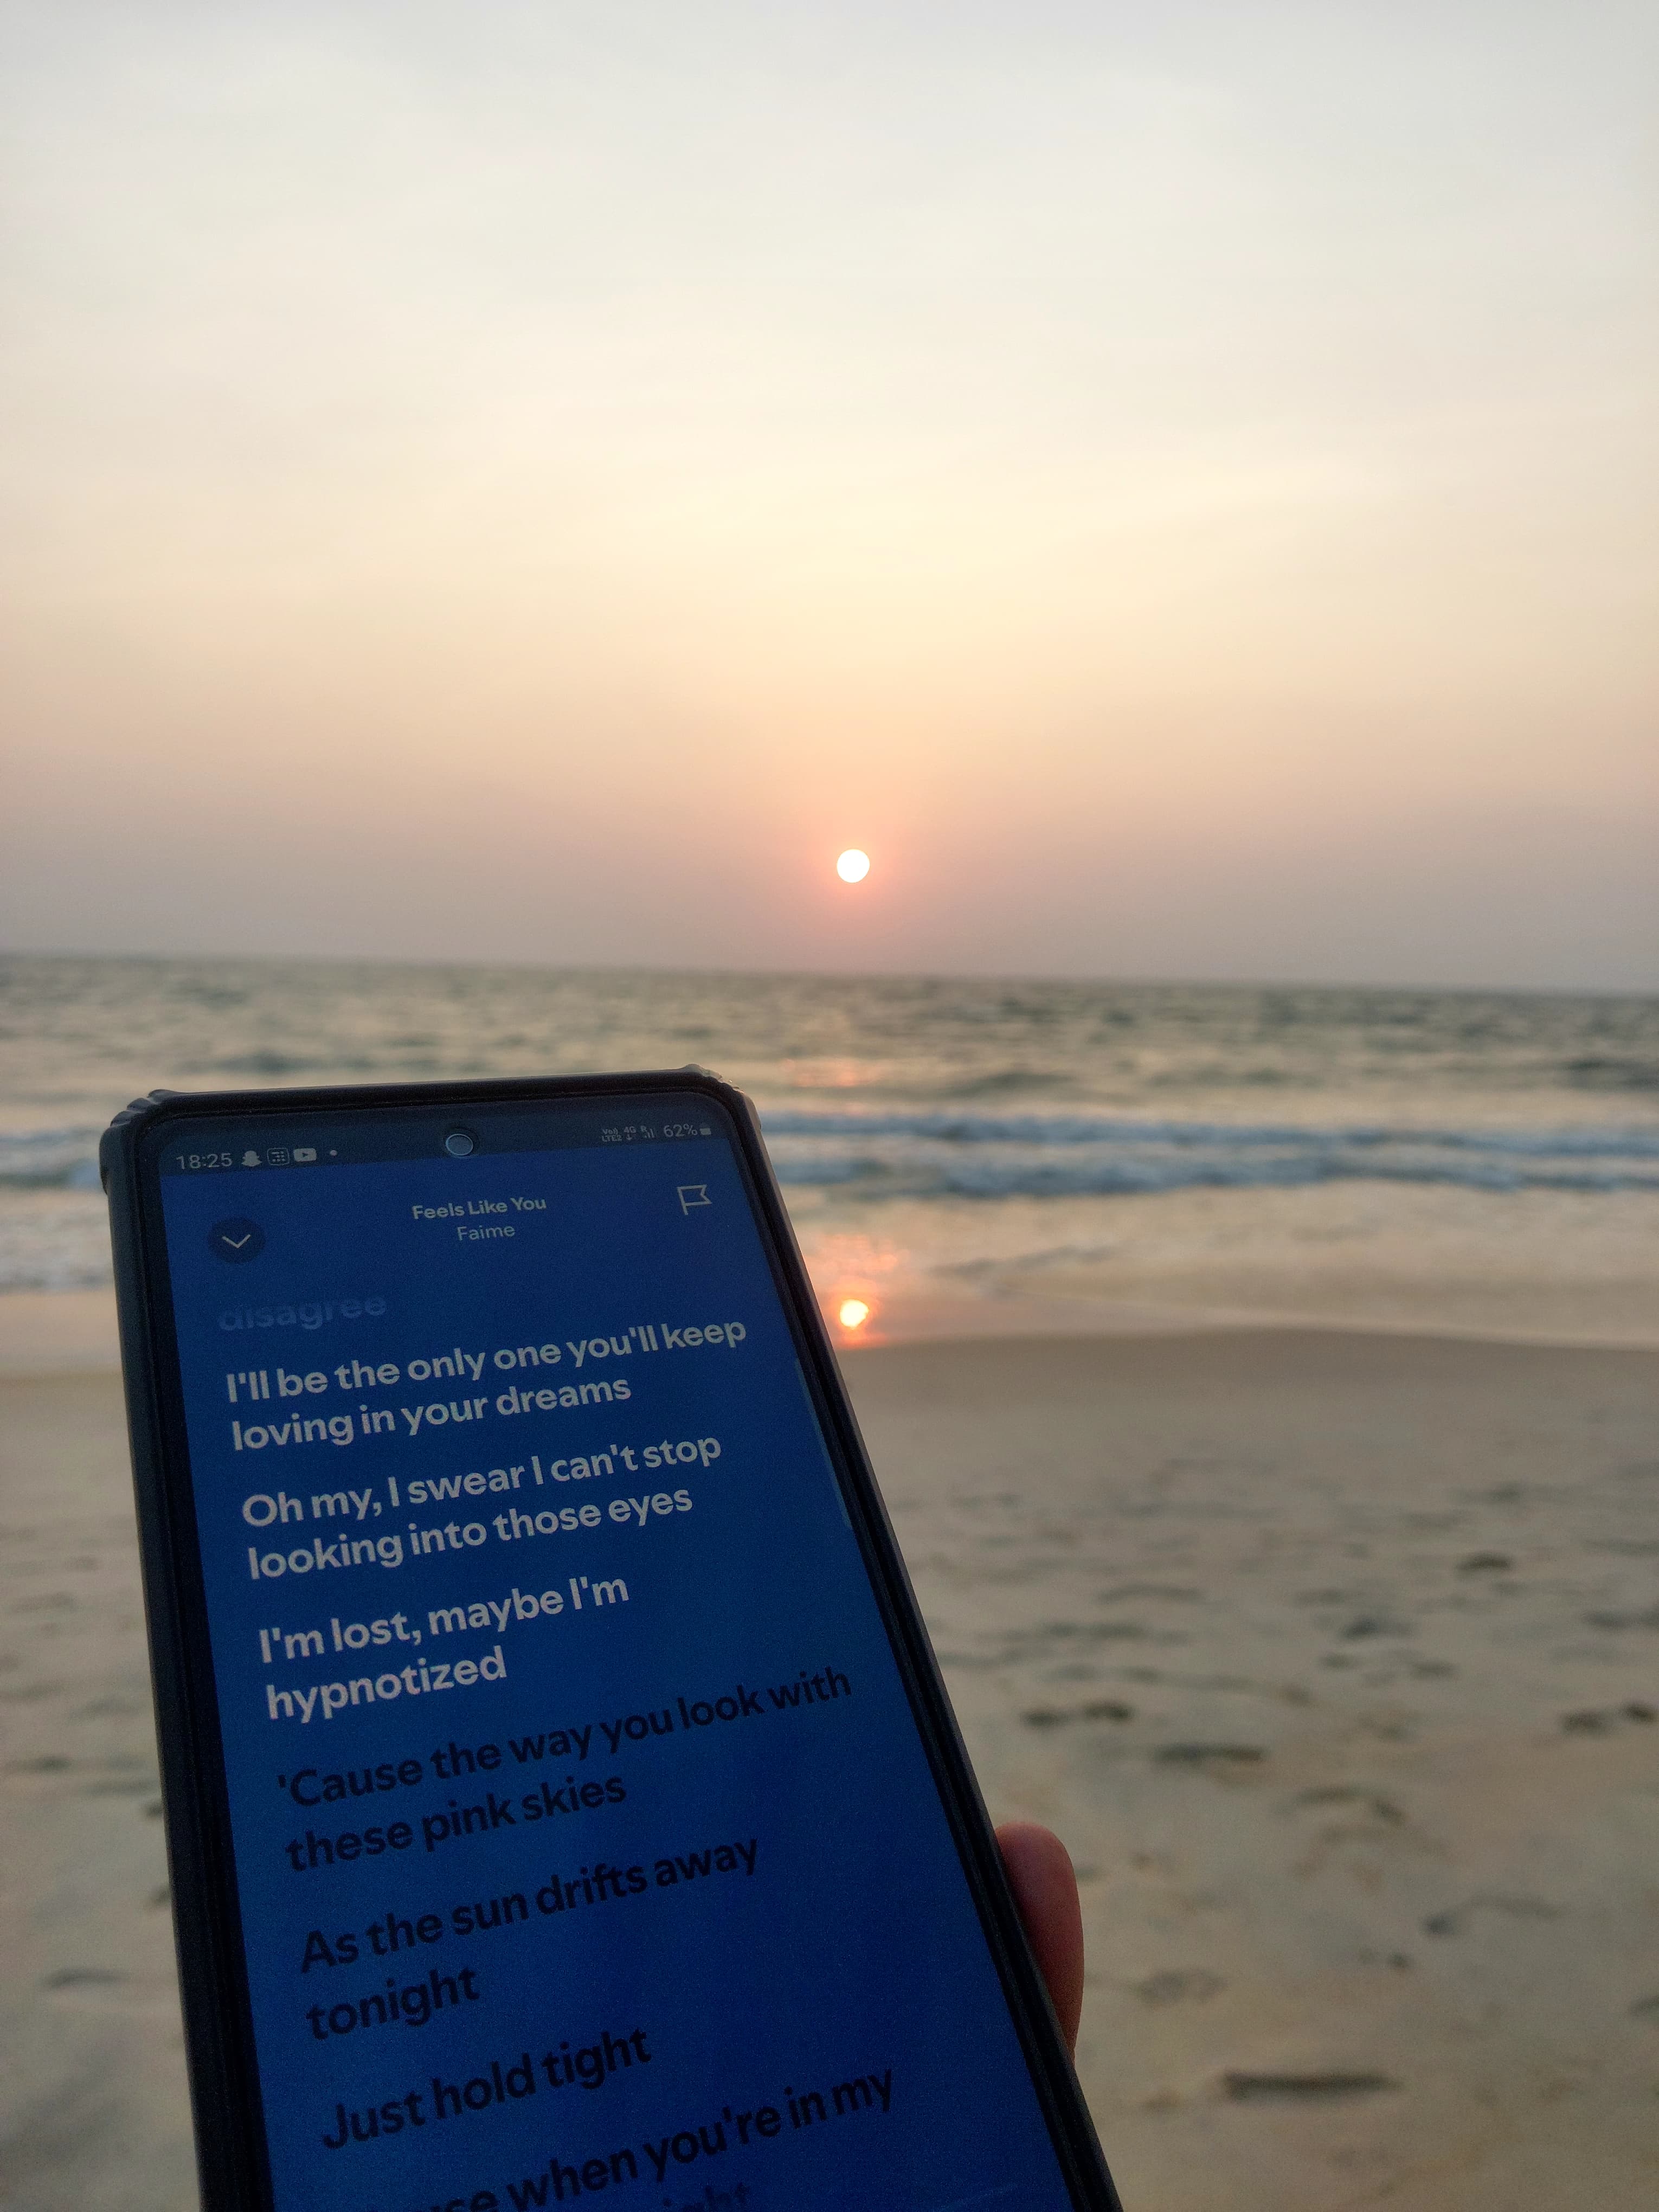 18:25 62%
Feels Like You
Faime
disagree
I'll be the only one you'll keep
loving in your dreams
Oh my, I swear I can't stop
looking into those eyes
I'm lost, maybe I'm
hypnotized
'Cause the way you look with
these pink skies
As the sun drifts away
tonight
Just hold tight
when you're in my